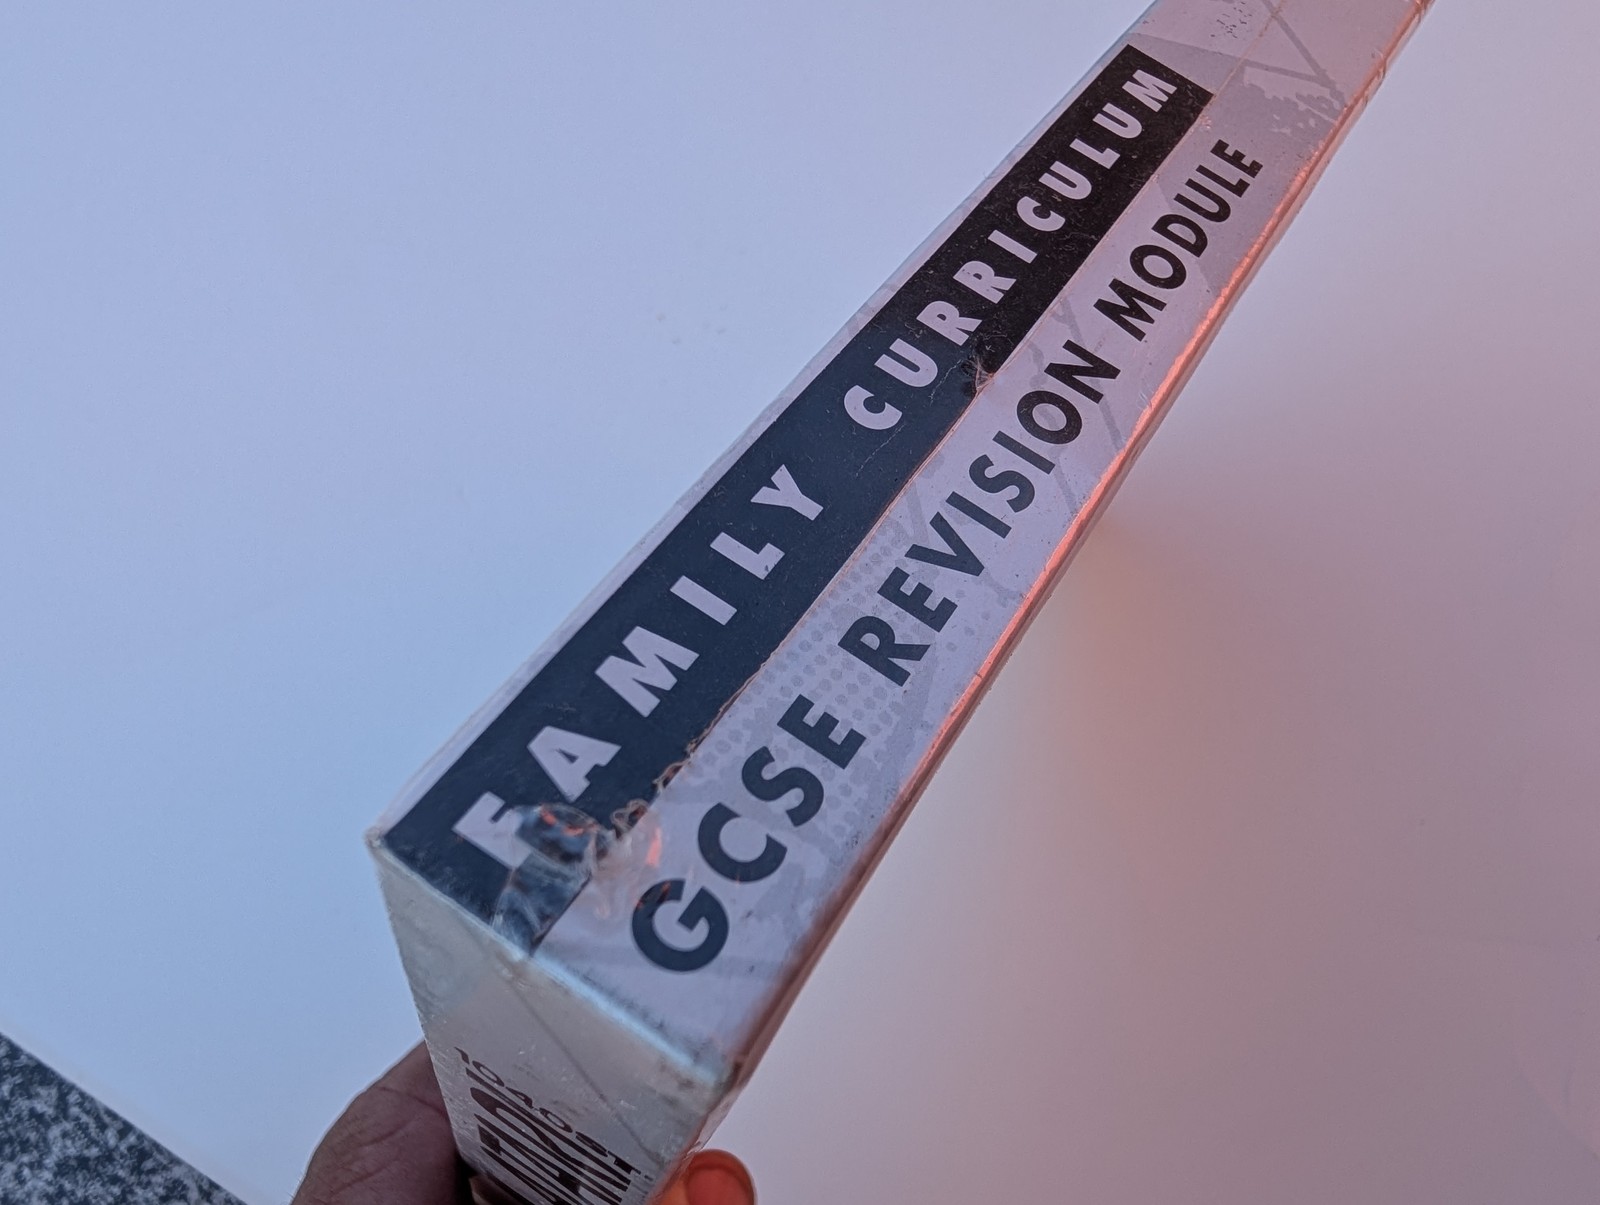 FAMILY CURRICULUM
GCSE REVISION MODULE